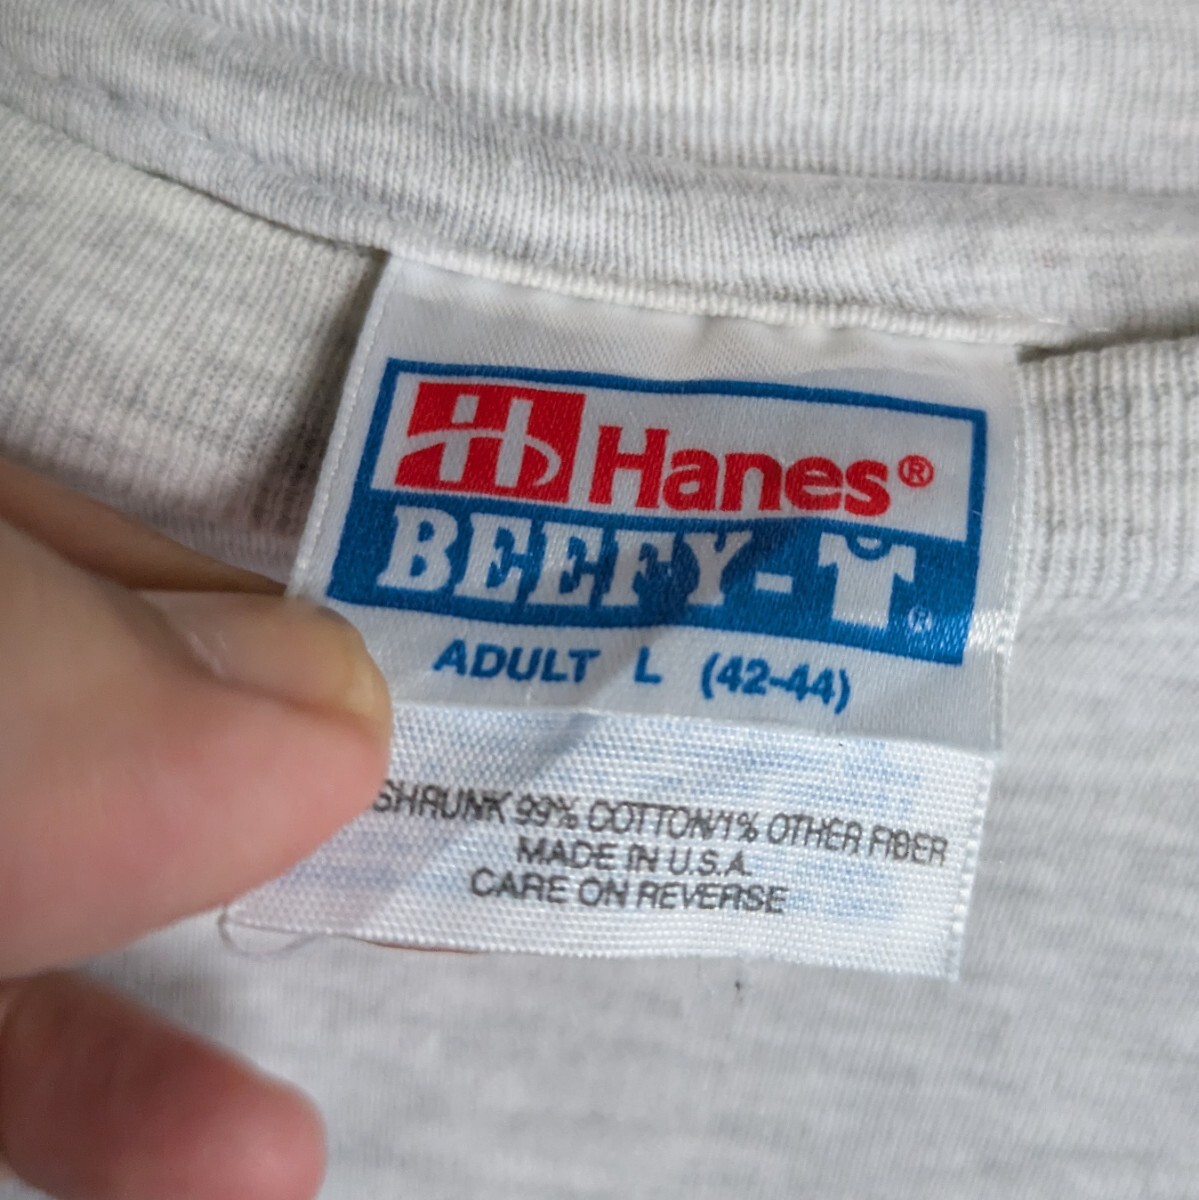 Hanes®
BEEFY-®
ADULT L (42-44)
SHRUNK 99% COTTON/1% OTHER FIBER
MADE IN U.S.A.
CARE ON REVERSE